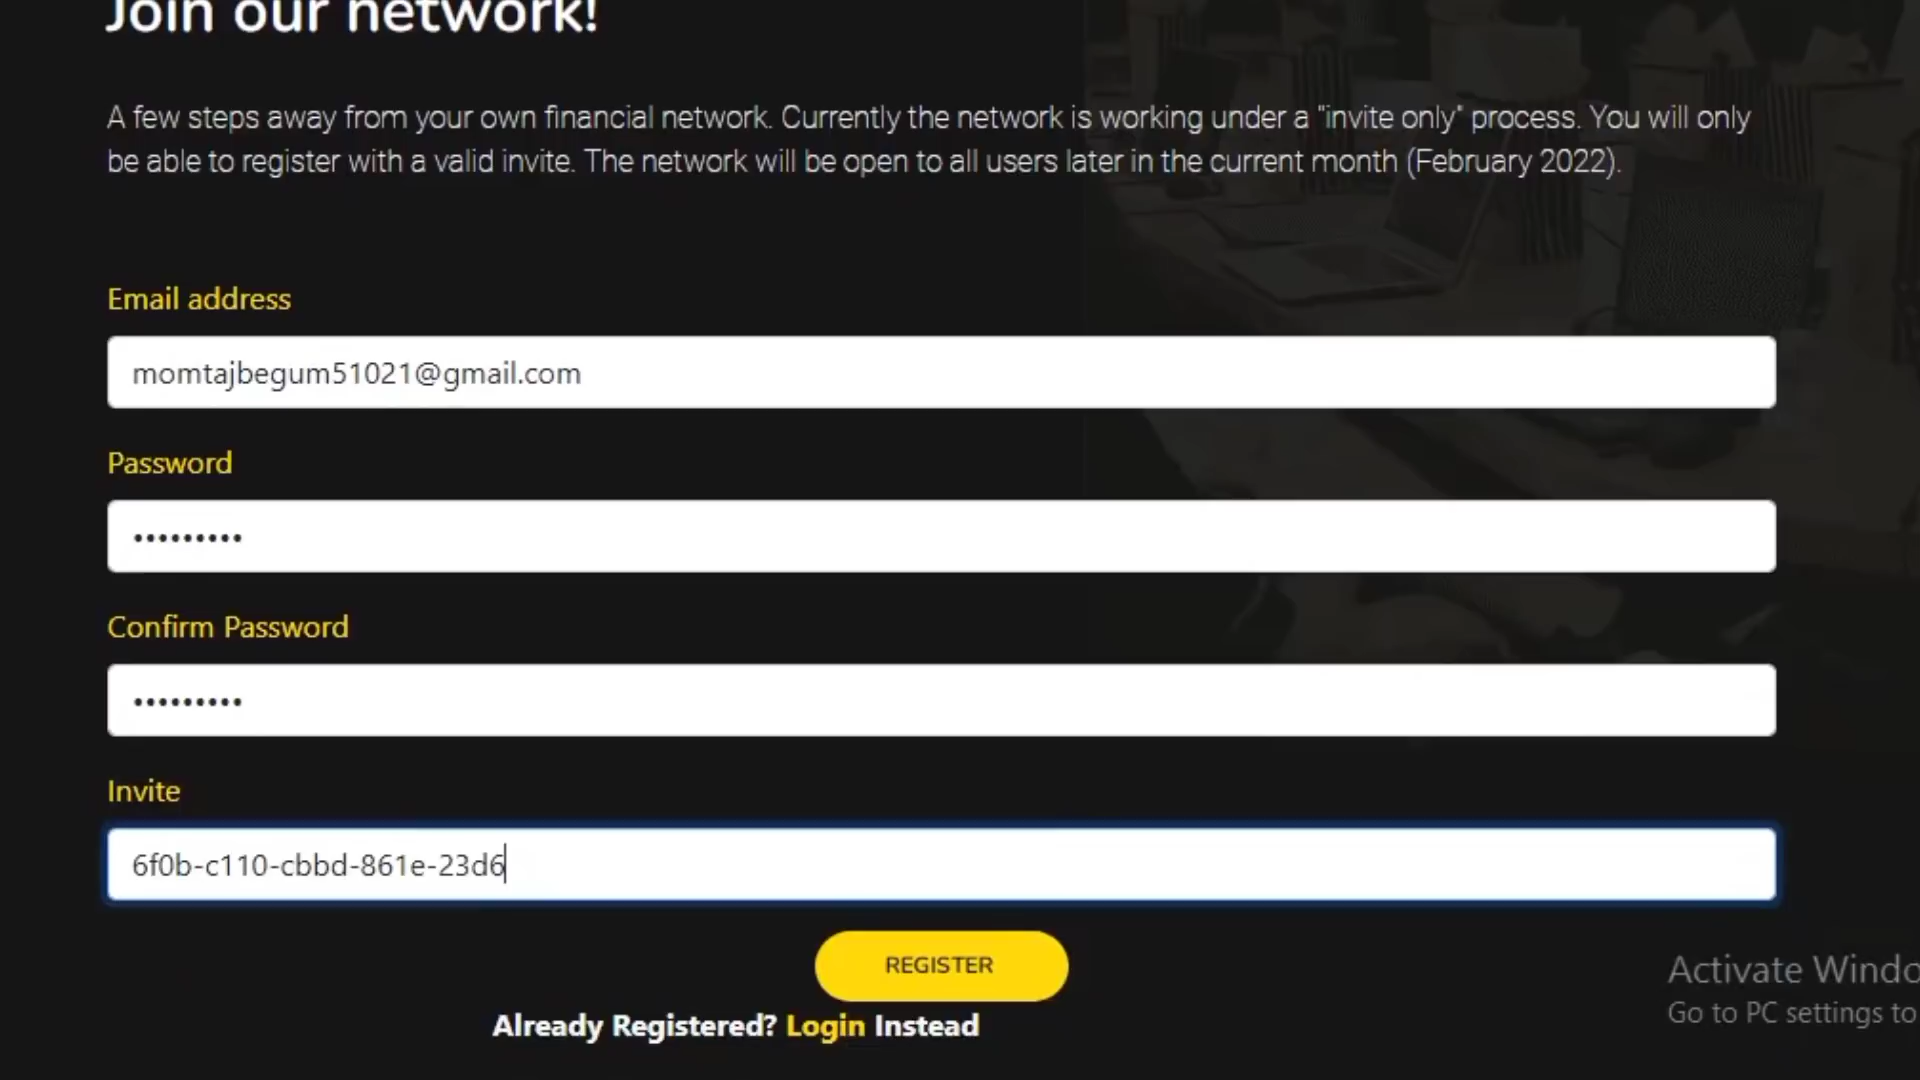 Join our network!
A few steps away from your own financial network. Currently the network is working under a "invite only" process. You will only
be able to register with a valid invite. The network will be open to all users later in the current month (February 2022).
Email address
momtajbegum51021@gmail.com
Password
•••••••••
Confirm Password
•••••••••
Invite
6f0b-c110-cbbd-861e-23d6
REGISTER
Already Registered? Login Instead
Activate Windo
Go to PC settings to